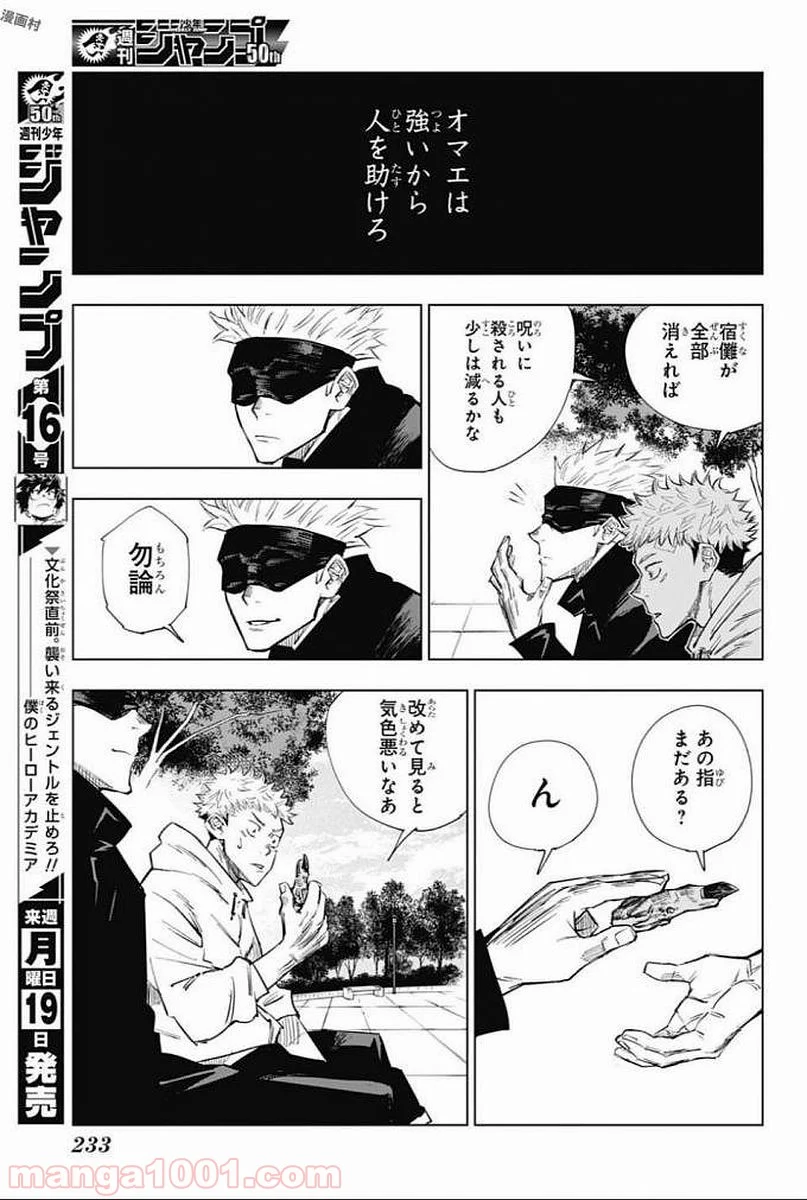 漫画村
週刊
少年
ジャンプ
50th
オマエは
強いから
人を助けろ
宿儺が
全部
消えれば
呪いに
殺される人も
少しは減るかな
勿論
あの指
まだある?
ん
改めて見ると
気色悪いなあ
50th
週刊少年
ジャンプ
第
16
号
▼文化祭直前。襲い来るジェントルを止めろ!!
――僕のヒーローアカデミア
来週
月
曜日
19
日
発売
233
manga1001.com